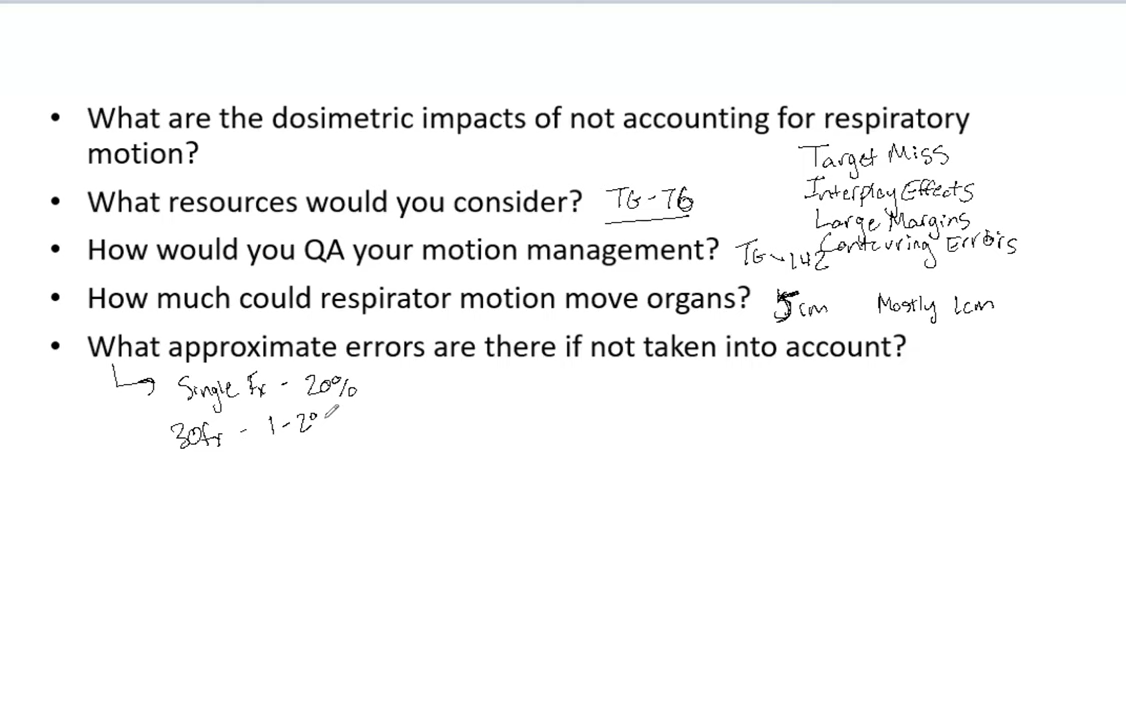 • What are the dosimetric impacts of not accounting for respiratory
motion?
Target Miss
Interplay Effects
Large Margins
Contouring Errors
• What resources would you consider? TG-76
• How would you QA your motion management? TG-142
• How much could respirator motion move organs? 5cm Mostly 1cm
• What approximate errors are there if not taken into account?
Single fx - 20%
30fx - 1-2%